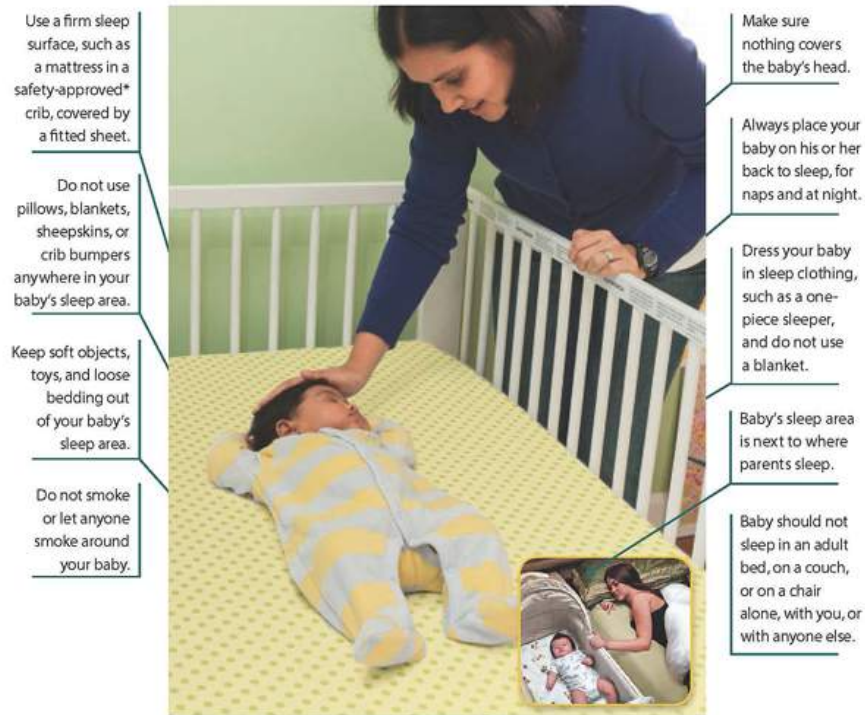 Use a firm sleep
surface, such as
a mattress in a
safety-approved*
crib, covered by
a fitted sheet.
Do not use
pillows, blankets,
sheepskins, or
crib bumpers
anywhere in your
baby's sleep area.
Keep soft objects,
toys, and loose
bedding out
of your baby's
sleep area.
Do not smoke
or let anyone
smoke around
your baby.
Make sure
nothing covers
the baby's head.
Always place your
baby on his or her
back to sleep, for
naps and at night.
Dress your baby
in sleep clothing,
such as a one-
piece sleeper,
and do not use
a blanket.
Baby's sleep area
is next to where
parents sleep.
Baby should not
sleep in an adult
bed, on a couch,
or on a chair
alone, with you, or
with anyone else.